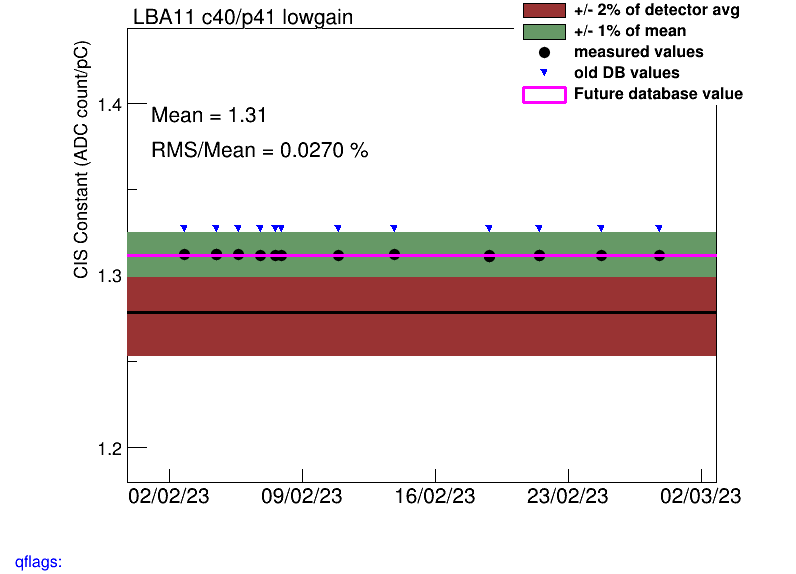 LBA11 c40/p41 lowgain
+/- 2% of detector avg
+/- 1% of mean
measured values
old DB values
Future database value
CIS Constant (ADC count/pC)
Mean = 1.31
RMS/Mean = 0.0270 %
1.4
1.3
1.2
02/02/23 09/02/23 16/02/23 23/02/23 02/03/23
qflags: